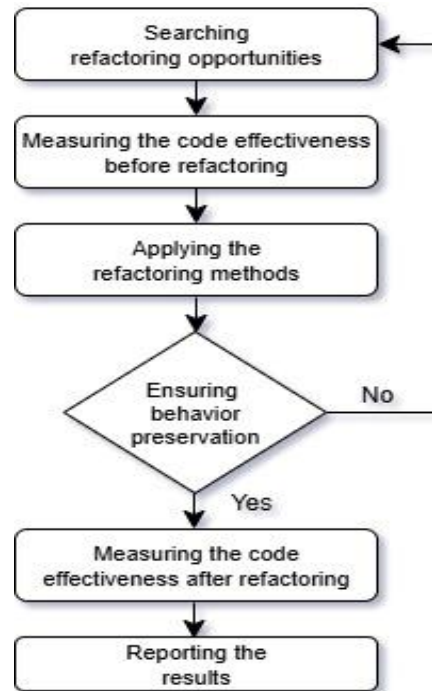 Searching
refactoring opportunities
Measuring the code effectiveness
before refactoring
Applying the
refactoring methods
Ensuring
behavior
preservation
No
Yes
Measuring the code
effectiveness after refactoring
Reporting the
results